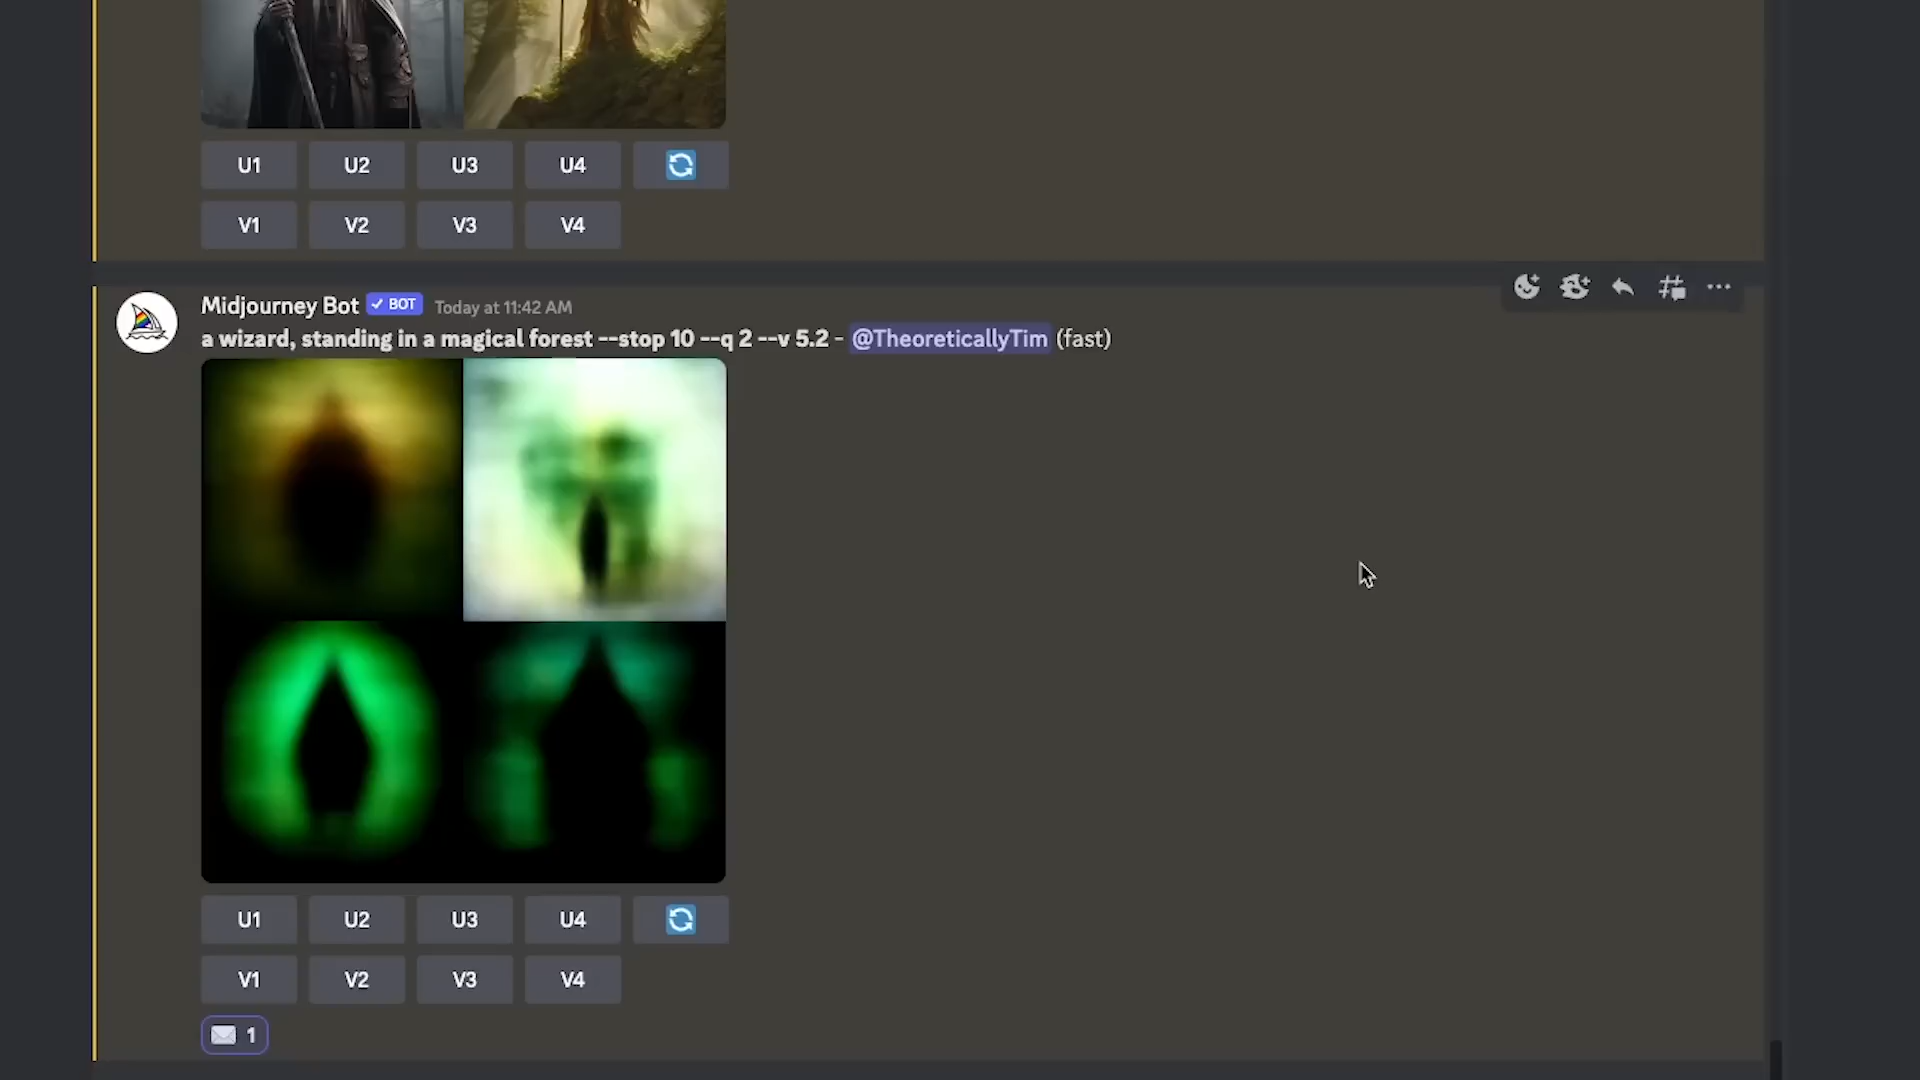 U1 U2 U3 U4
V1 V2 V3 V4
Midjourney Bot ✓ BOT Today at 11:42 AM
a wizard, standing in a magical forest --stop 10 --q 2 --v 5.2 - @TheoreticallyTim (fast)
U1 U2 U3 U4
V1 V2 V3 V4
1